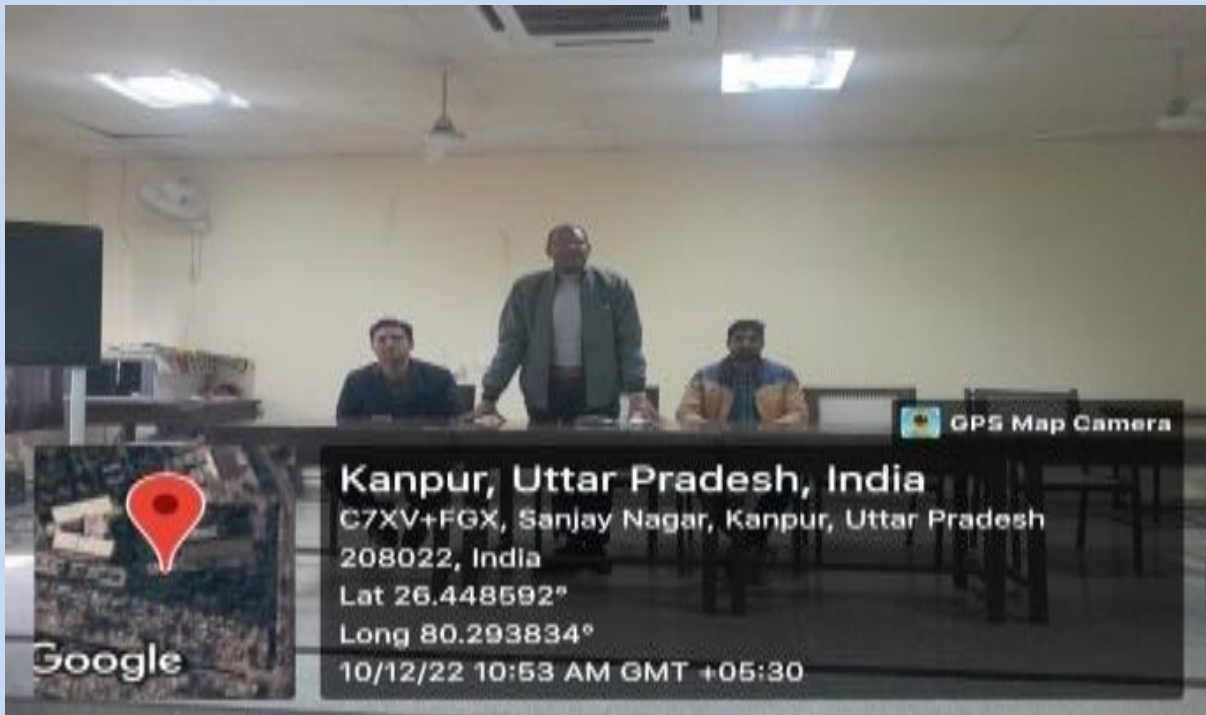 GPS Map Camera
Kanpur, Uttar Pradesh, India
C7XV+FGX, Sanjay Nagar, Kanpur, Uttar Pradesh
208022, India
Lat 26.448592°
Long 80.293834°
10/12/22 10:53 AM GMT +05:30
Google